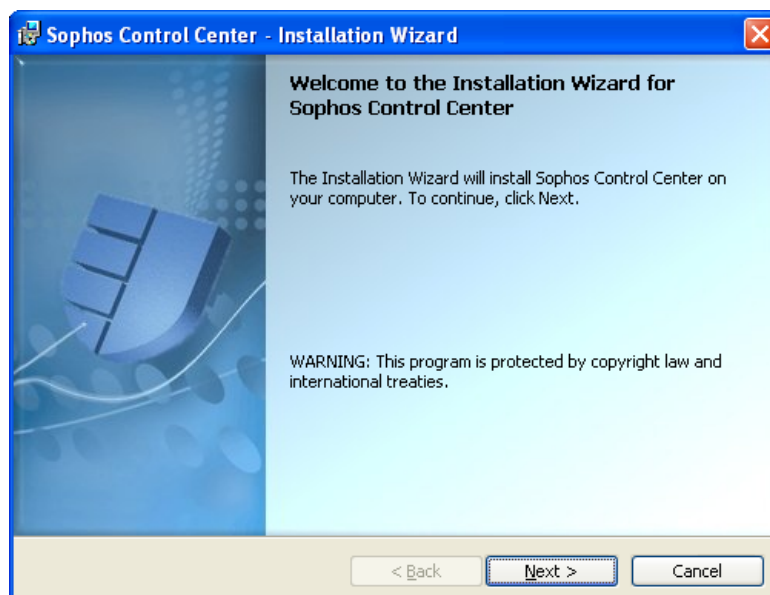 Sophos Control Center - Installation Wizard
Welcome to the Installation Wizard for
Sophos Control Center
The Installation Wizard will install Sophos Control Center on
your computer. To continue, click Next.
WARNING: This program is protected by copyright law and
international treaties.
< Back Next > Cancel